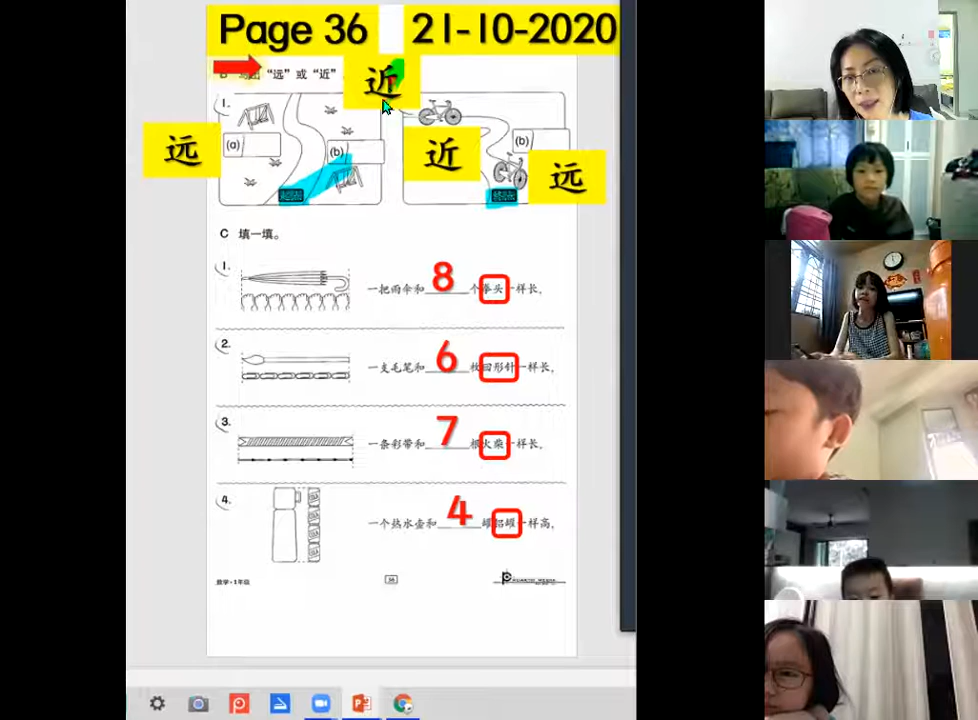 Page 36 21-10-2020
“远”或“近”
近
1.
远
(a)
(b)
近
(b)
远
C 填一填。
1.
一把雨伞和 8 个拳头一样长。
2.
一支毛笔和 6 枚回形针一样长。
3.
一条彩带和 7 根火柴一样长。
4.
一个热水壶和 4 罐铝罐一样高。
数学·1年级
36